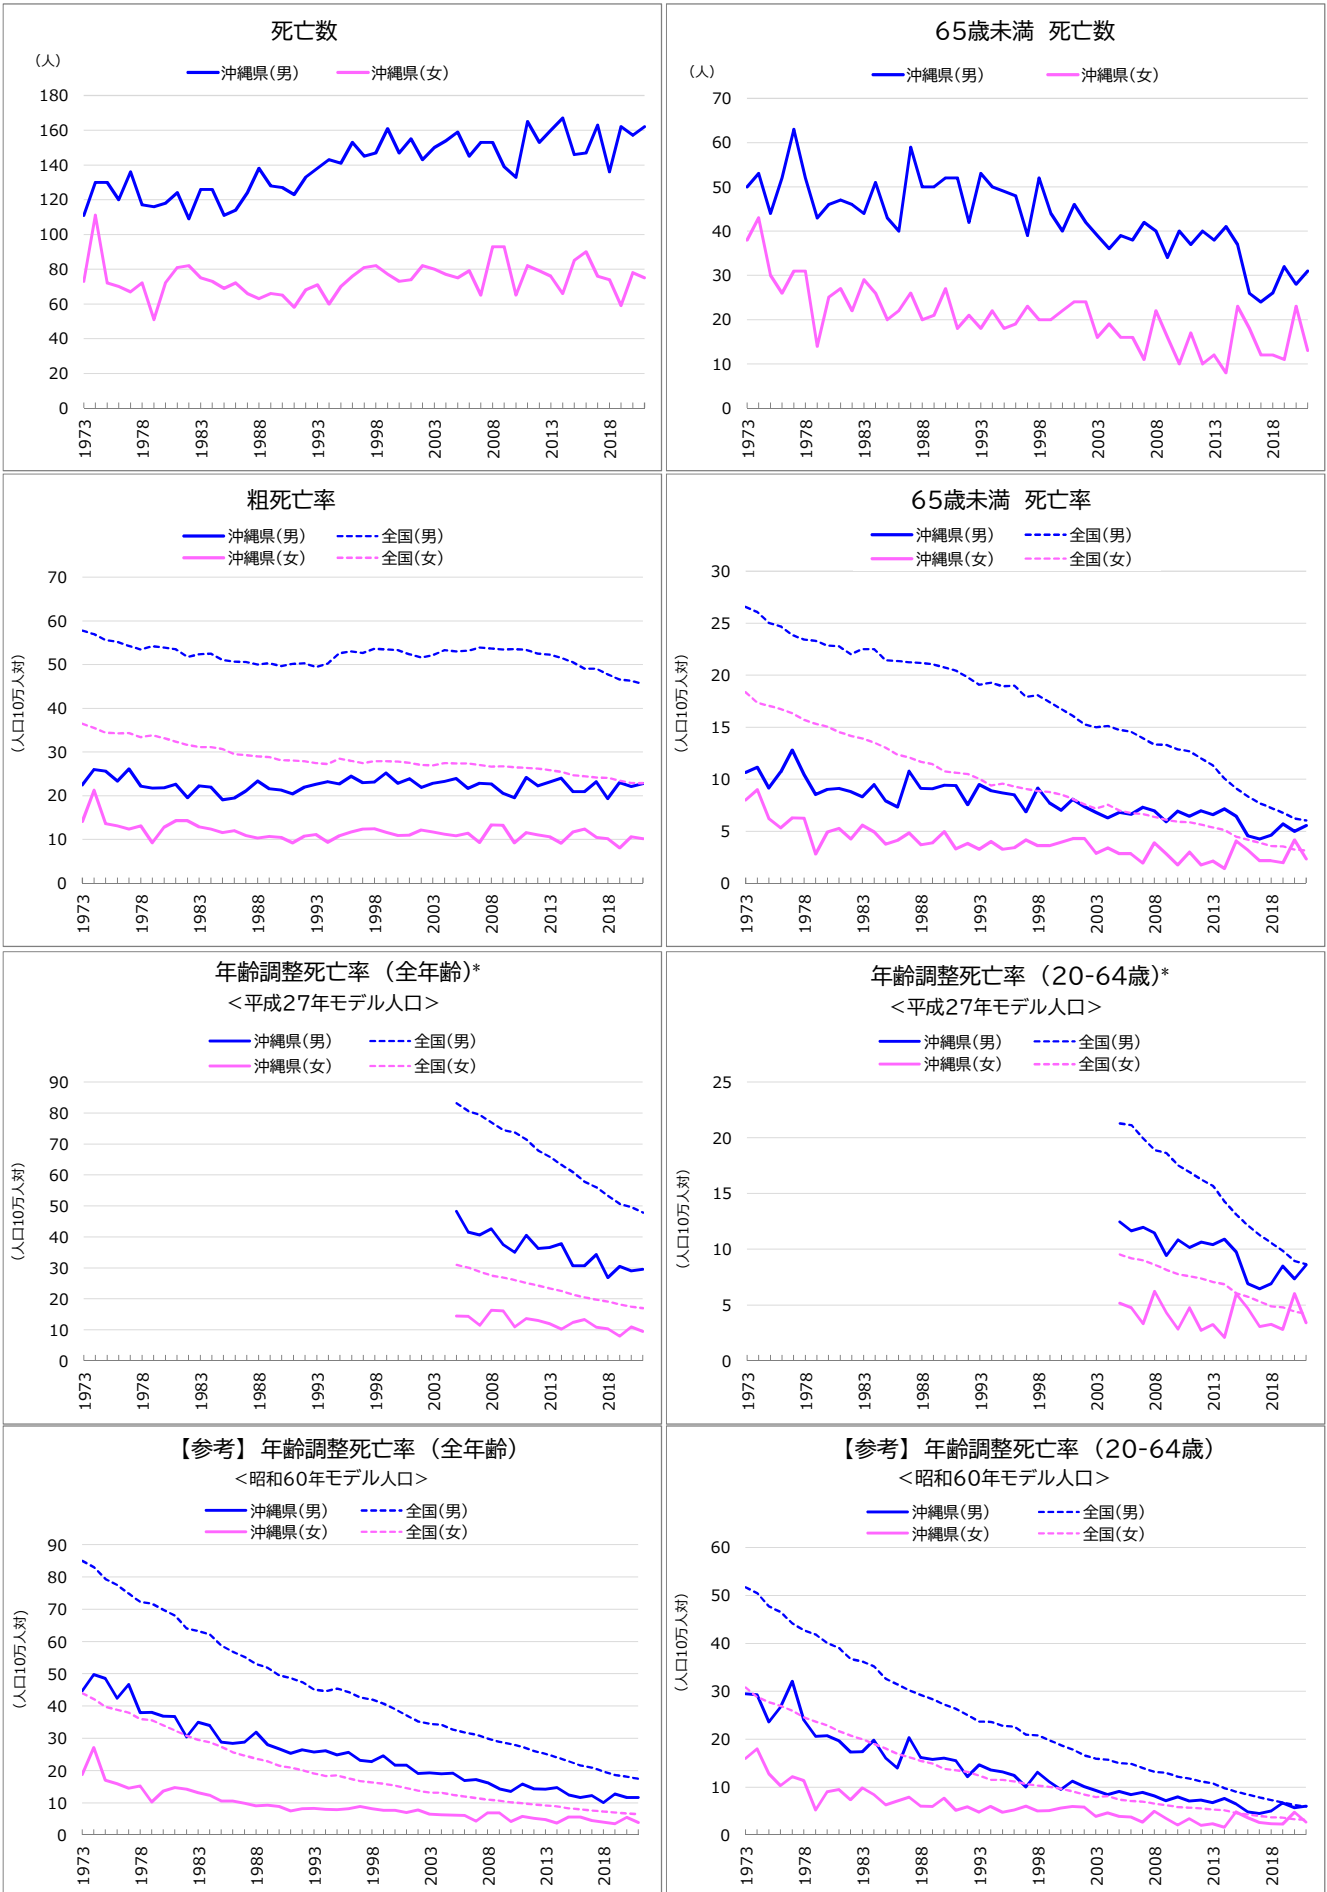 死亡数
（人）
沖縄県(男) 沖縄県(女)
180
160
140
120
100
80
60
40
20
0
1973 1978 1983 1988 1993 1998 2003 2008 2013 2018
65歳未満 死亡数
（人）
沖縄県(男) 沖縄県(女)
70
60
50
40
30
20
10
0
1973 1978 1983 1988 1993 1998 2003 2008 2013 2018
粗死亡率
沖縄県(男) 全国(男)
沖縄県(女) 全国(女)
（人口10万人対）
70
60
50
40
30
20
10
0
1973 1978 1983 1988 1993 1998 2003 2008 2013 2018
65歳未満 死亡率
沖縄県(男) 全国(男)
沖縄県(女) 全国(女)
（人口10万人対）
30
25
20
15
10
5
0
1973 1978 1983 1988 1993 1998 2003 2008 2013 2018
年齢調整死亡率（全年齢)*
＜平成27年モデル人口＞
沖縄県(男) 全国(男)
沖縄県(女) 全国(女)
（人口10万人対）
90
80
70
60
50
40
30
20
10
0
1973 1978 1983 1988 1993 1998 2003 2008 2013 2018
年齢調整死亡率（20-64歳)*
＜平成27年モデル人口＞
沖縄県(男) 全国(男)
沖縄県(女) 全国(女)
（人口10万人対）
25
20
15
10
5
0
1973 1978 1983 1988 1993 1998 2003 2008 2013 2018
【参考】年齢調整死亡率（全年齢）
＜昭和60年モデル人口＞
沖縄県(男) 全国(男)
沖縄県(女) 全国(女)
（人口10万人対）
90
80
70
60
50
40
30
20
10
0
1973 1978 1983 1988 1993 1998 2003 2008 2013 2018
【参考】年齢調整死亡率（20-64歳）
＜昭和60年モデル人口＞
沖縄県(男) 全国(男)
沖縄県(女) 全国(女)
（人口10万人対）
60
50
40
30
20
10
0
1973 1978 1983 1988 1993 1998 2003 2008 2013 2018